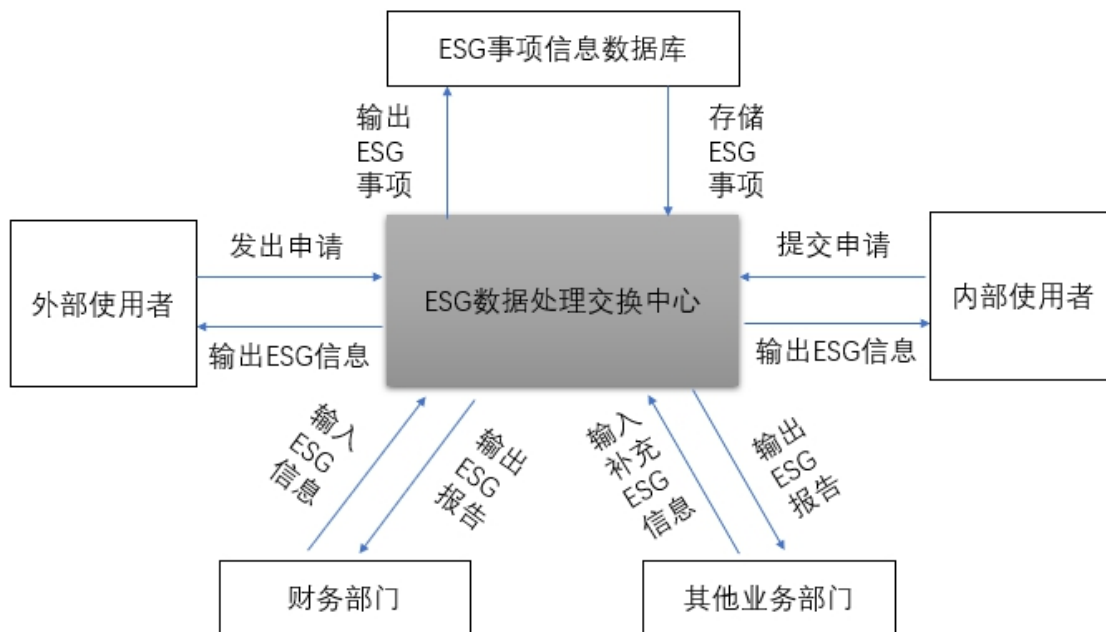 ESG事项信息数据库
输出
ESG
事项
存储
ESG
事项
外部使用者
发出申请
输出ESG信息
ESG数据处理交换中心
提交申请
输出ESG信息
内部使用者
输入
ESG
信息
输出
ESG
报告
输入
补充
ESG
信息
输出
ESG
报告
财务部门
其他业务部门